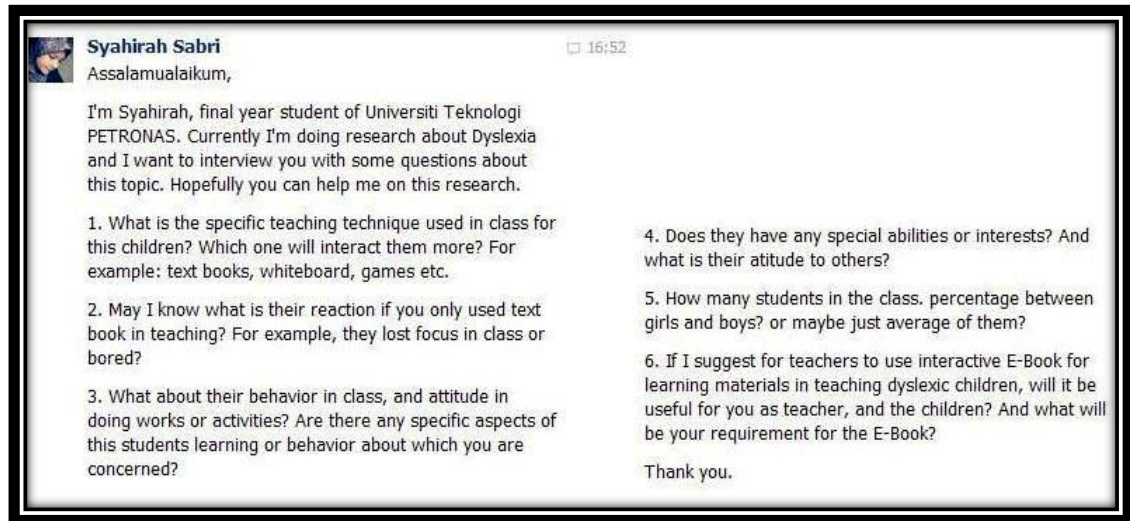 Syahirah Sabri
16:52
Assalamualaikum,
I'm Syahirah, final year student of Universiti Teknologi
PETRONAS. Currently I'm doing research about Dyslexia
and I want to interview you with some questions about
this topic. Hopefully you can help me on this research.
1. What is the specific teaching technique used in class for
this children? Which one will interact them more? For
example: text books, whiteboard, games etc.
2. May I know what is their reaction if you only used text
book in teaching? For example, they lost focus in class or
bored?
3. What about their behavior in class, and attitude in
doing works or activities? Are there any specific aspects of
this students learning or behavior about which you are
concerned?
4. Does they have any special abilities or interests? And
what is their atitude to others?
5. How many students in the class. percentage between
girls and boys? or maybe just average of them?
6. If I suggest for teachers to use interactive E-Book for
learning materials in teaching dyslexic children, will it be
useful for you as teacher, and the children? And what will
be your requirement for the E-Book?
Thank you.